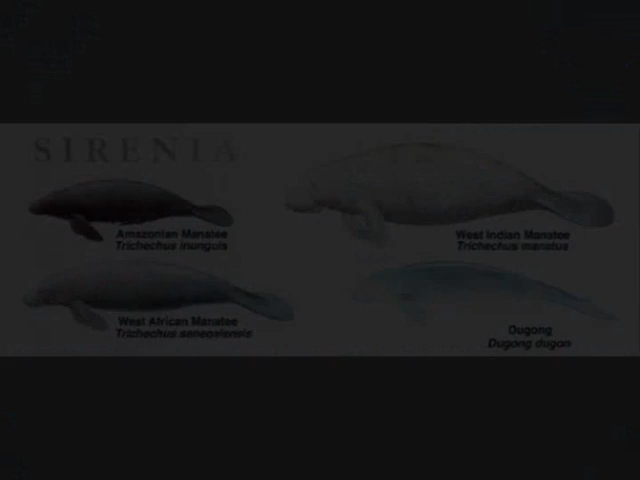 SIRENIA
Amazonian Manatee
Trichechus inunguis
West Indian Manatee
Trichechus manatus
West African Manatee
Trichechus senegalensis
Dugong
Dugong dugon